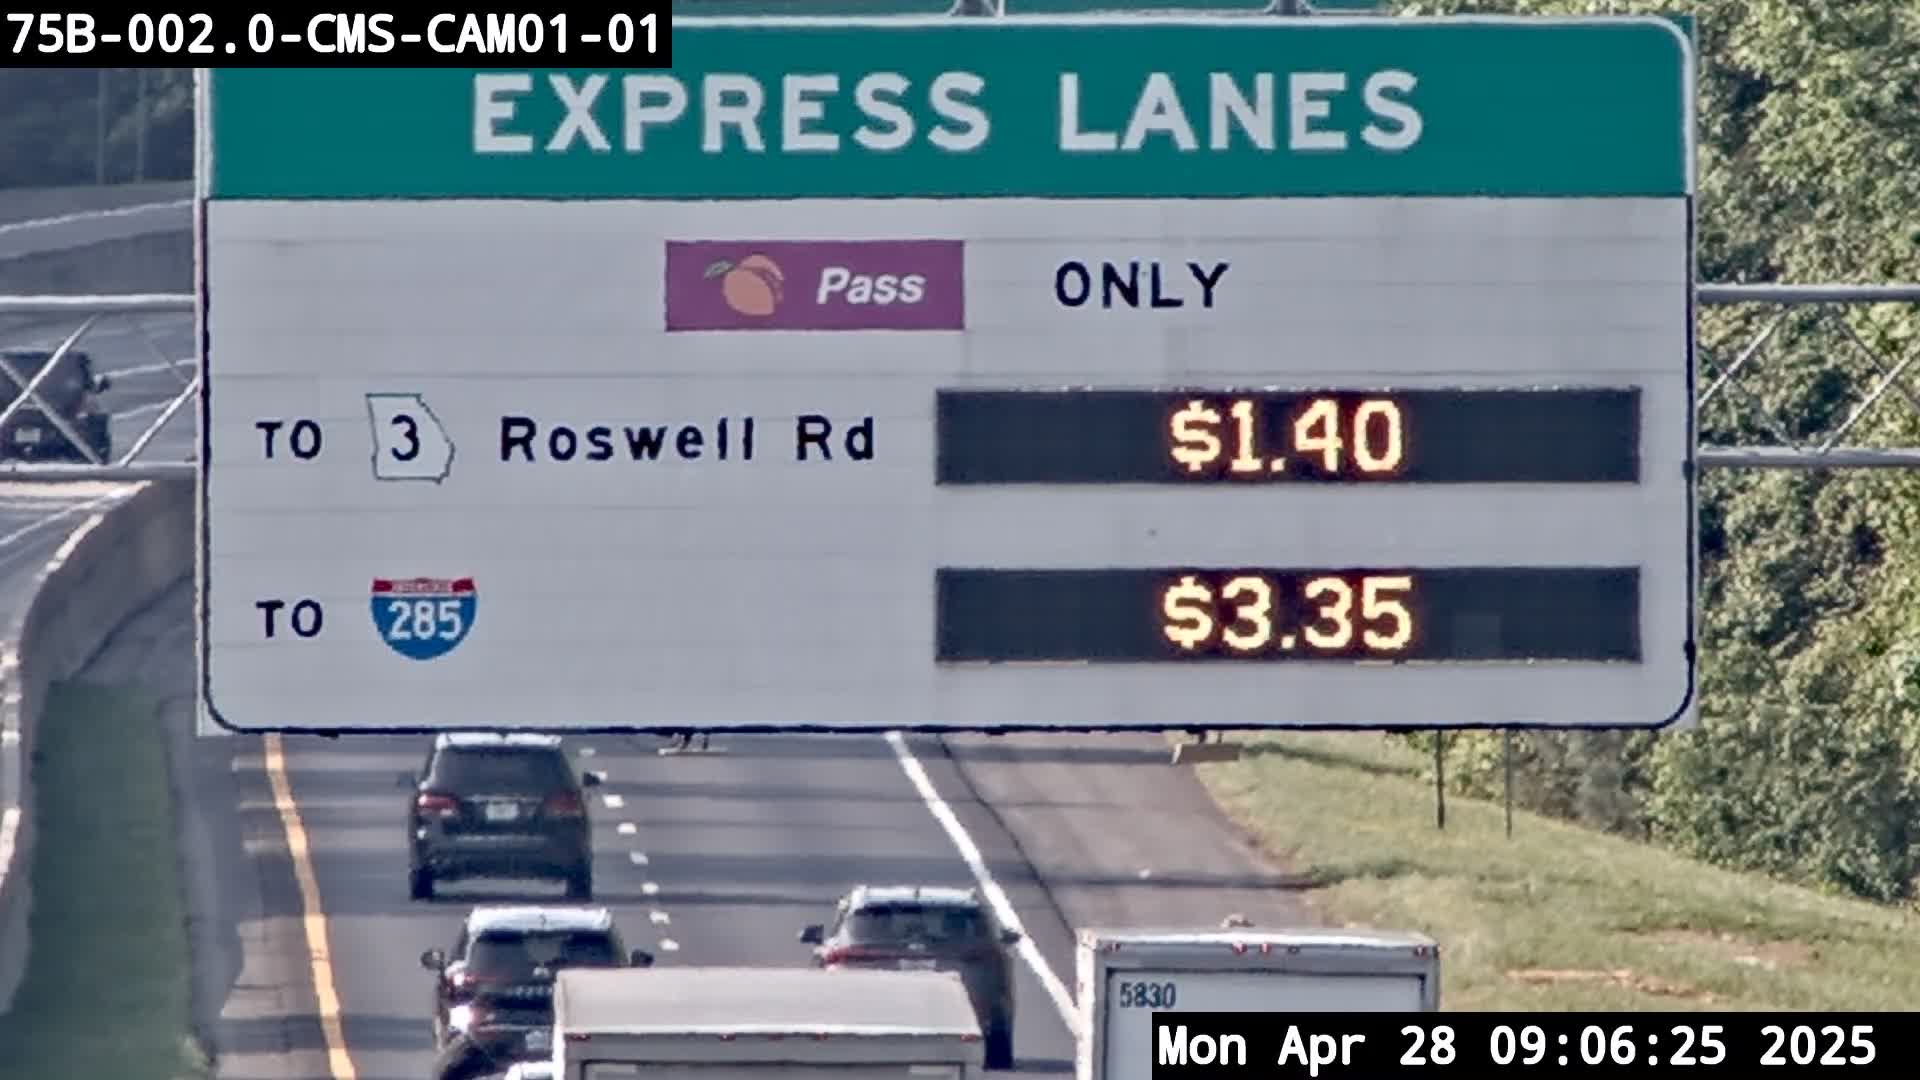 75B-002.0-CMS-CAM01-01
EXPRESS LANES
Pass ONLY
TO 3 Roswell Rd $1.40
TO INTERSTATE 285 $3.35
5830
Mon Apr 28 09:06:25 2025